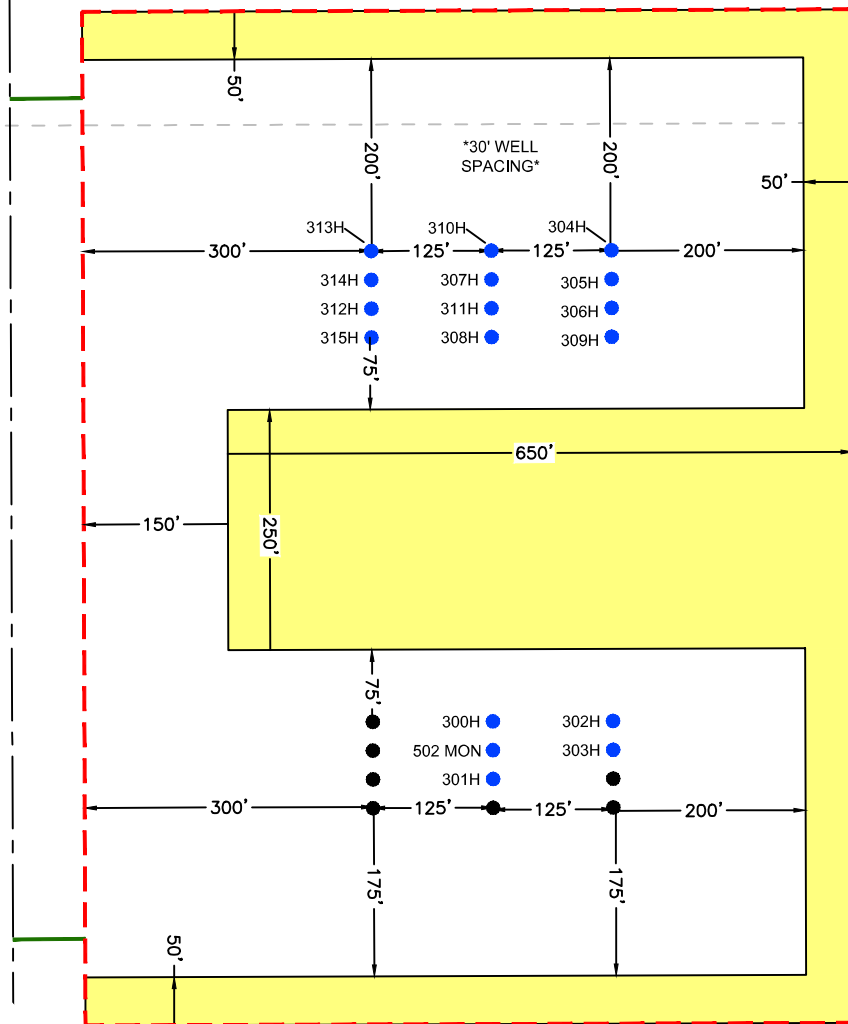 50'
*30' WELL
SPACING*
200'
200'
50'
313H
310H
304H
300'
125'
125'
200'
314H
307H
305H
312H
311H
306H
315H
308H
309H
75'
650'
150'
250'
75'
300H
302H
502 MON
303H
301H
300'
125'
125'
200'
175'
175'
50'